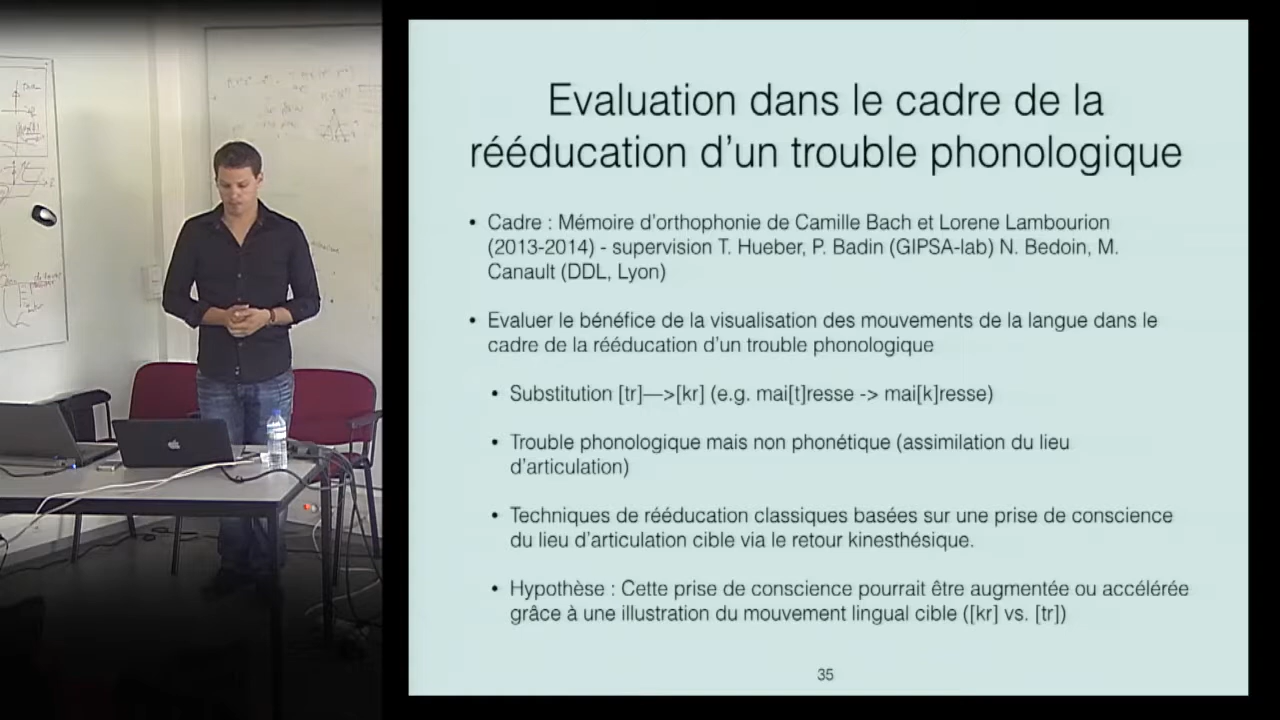 Evaluation dans le cadre de la
rééducation d'un trouble phonologique
• Cadre : Mémoire d'orthophonie de Camille Bach et Lorene Lambourion
(2013-2014) - supervision T. Hueber, P. Badin (GIPSA-lab) N. Bedoin, M.
Canault (DDL, Lyon)
• Evaluer le bénéfice de la visualisation des mouvements de la langue dans le
cadre de la rééducation d'un trouble phonologique
• Substitution [tr]—>[kr] (e.g. mai[t]resse -> mai[k]resse)
• Trouble phonologique mais non phonétique (assimilation du lieu
d'articulation)
• Techniques de rééducation classiques basées sur une prise de conscience
du lieu d'articulation cible via le retour kinesthésique.
• Hypothèse : Cette prise de conscience pourrait être augmentée ou accélérée
grâce à une illustration du mouvement lingual cible ([kr] vs. [tr])
35